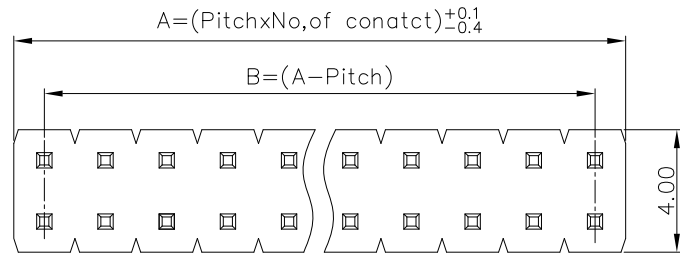 A=(PitchxNo,of conatct)+0.1 -0.4
B=(A-Pitch)
4.00